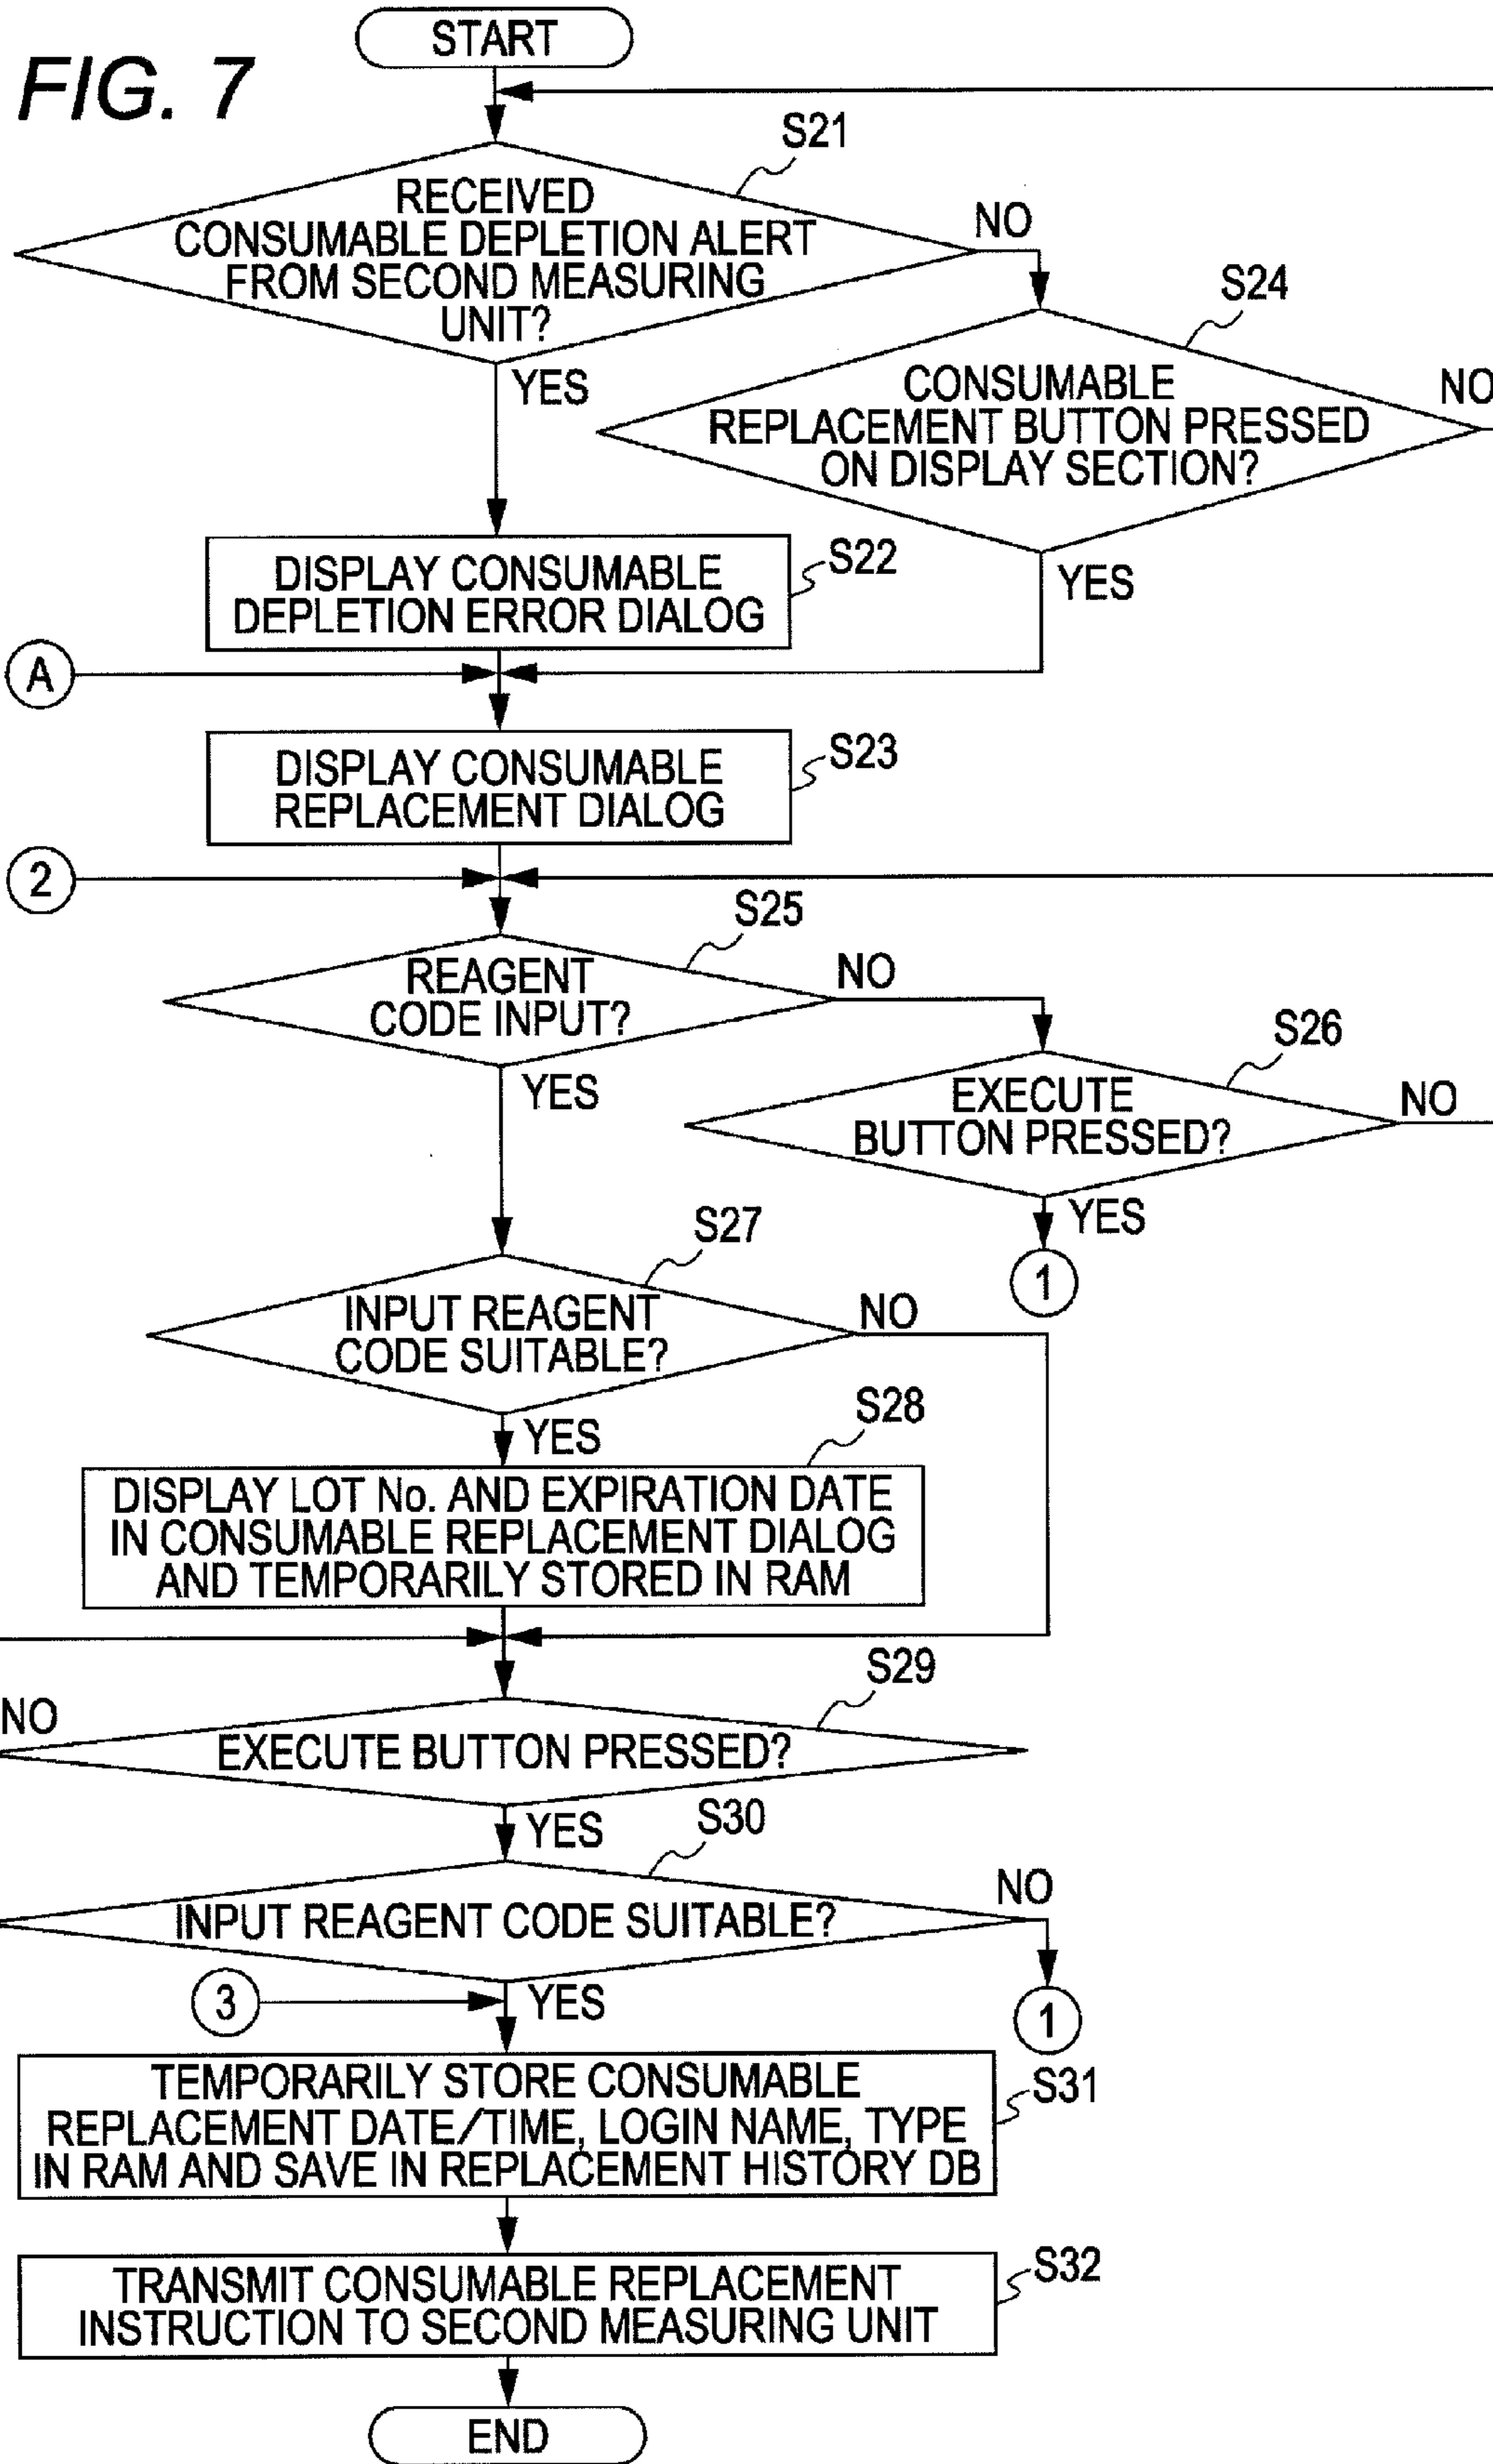 FIG. 7
START
S21
RECEIVED
CONSUMABLE DEPLETION ALERT
FROM SECOND MEASURING
UNIT?
NO
YES
S24
CONSUMABLE
REPLACEMENT BUTTON PRESSED
ON DISPLAY SECTION?
NO
YES
S22
DISPLAY CONSUMABLE
DEPLETION ERROR DIALOG
A
S23
DISPLAY CONSUMABLE
REPLACEMENT DIALOG
2
S25
REAGENT
CODE INPUT?
NO
YES
S26
EXECUTE
BUTTON PRESSED?
NO
YES
1
S27
INPUT REAGENT
CODE SUITABLE?
NO
YES
S28
DISPLAY LOT No. AND EXPIRATION DATE
IN CONSUMABLE REPLACEMENT DIALOG
AND TEMPORARILY STORED IN RAM
S29
NO
EXECUTE BUTTON PRESSED?
YES
S30
INPUT REAGENT CODE SUITABLE?
NO
YES
3
1
S31
TEMPORARILY STORE CONSUMABLE
REPLACEMENT DATE/TIME, LOGIN NAME, TYPE
IN RAM AND SAVE IN REPLACEMENT HISTORY DB
S32
TRANSMIT CONSUMABLE REPLACEMENT
INSTRUCTION TO SECOND MEASURING UNIT
END